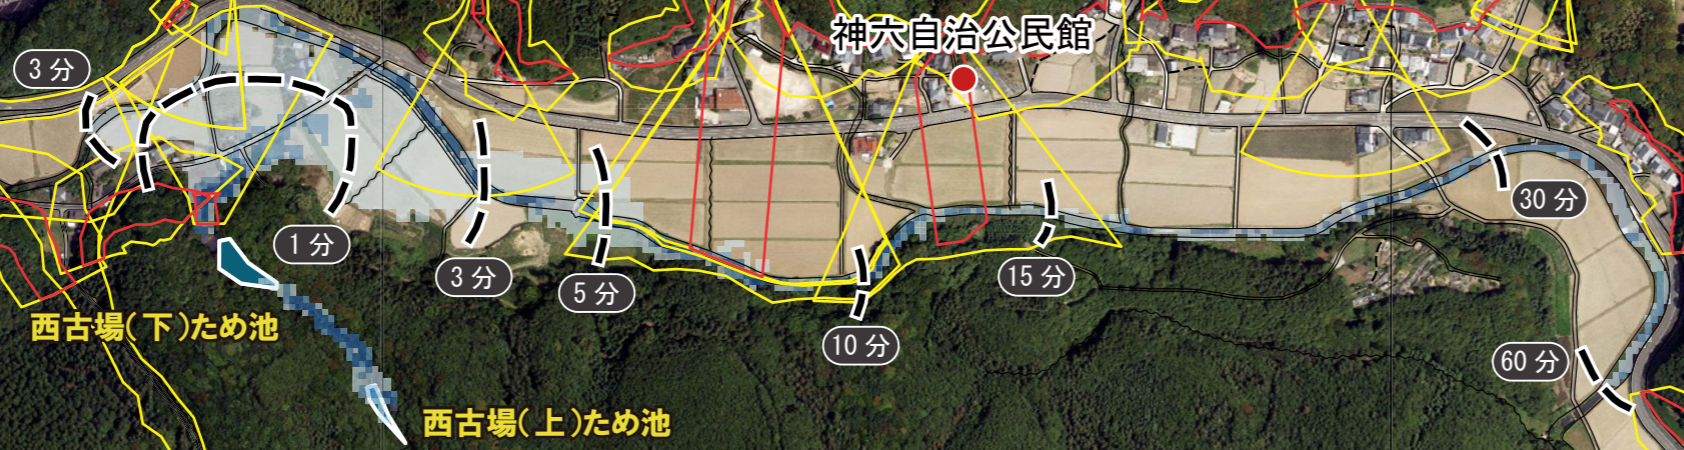 神六自治公民館
3分
1分
3分
5分
10分
15分
30分
60分
西古場(下)ため池
西古場(上)ため池